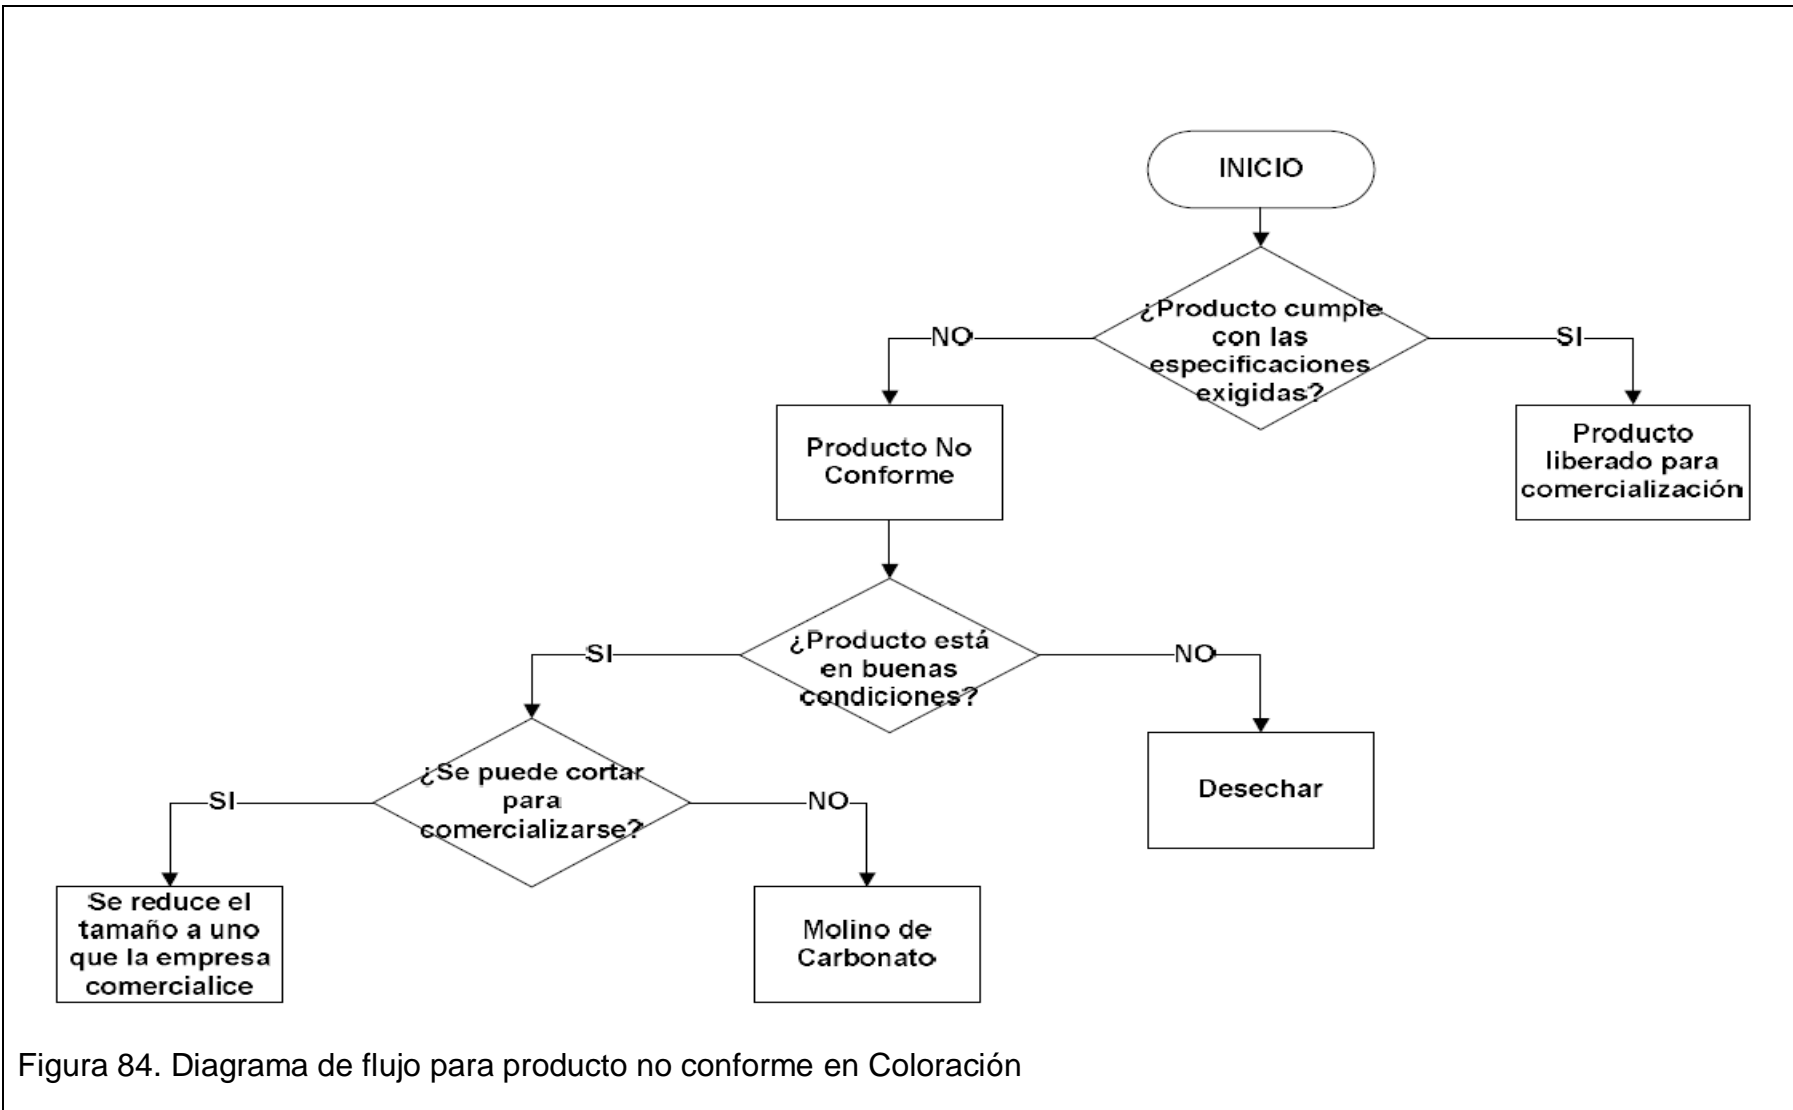 INICIO
¿Producto cumple
con las
especificaciones
exigidas?
NO
SI
Producto No
Conforme
Producto
liberado para
comercialización
¿Producto está
en buenas
condiciones?
SI
NO
Desechar
¿Se puede cortar
para
comercializarse?
SI
NO
Se reduce el
tamaño a uno
que la empresa
comercialice
Molino de
Carbonato
Figura 84. Diagrama de flujo para producto no conforme en Coloración